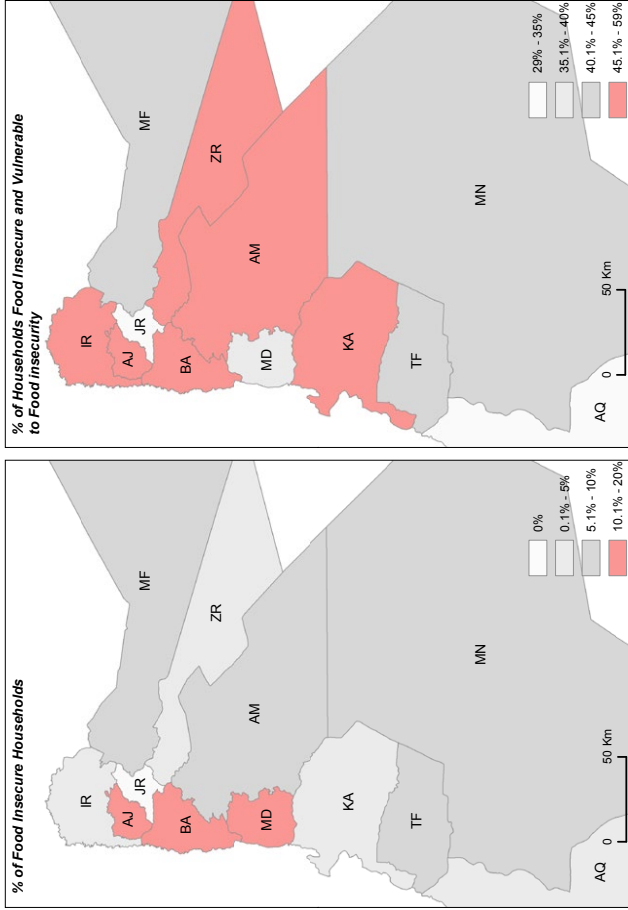 % of Food Insecure Households
IR
AJ
JR
MF
BA
ZR
MD
AM
KA
TF
MN
AQ
0%
0.1% - 5%
5.1% - 10%
10.1% - 20%
0
50 Km
% of Households Food Insecure and Vulnerable
to Food insecurity
IR
AJ
JR
MF
BA
ZR
MD
AM
KA
TF
MN
AQ
29% - 35%
35.1% - 40%
40.1% - 45%
45.1% - 59%
0
50 Km